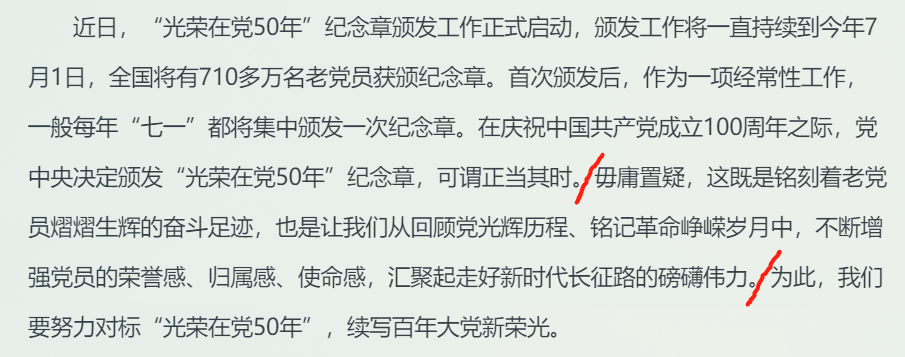 近日，“光荣在党50年”纪念章颁发工作正式启动，颁发工作将一直持续到今年7
月1日，全国将有710多万名老党员获颁纪念章。首次颁发后，作为一项经常性工作，
一般每年“七一”都将集中颁发一次纪念章。在庆祝中国共产党成立100周年之际，党
中央决定颁发“光荣在党50年”纪念章，可谓正当其时。毋庸置疑，这既是铭刻着老党
员熠熠生辉的奋斗足迹，也是让我们从回顾党光辉历程、铭记革命峥嵘岁月中，不断增
强党员的荣誉感、归属感、使命感，汇聚起走好新时代长征路的磅礴伟力。为此，我们
要努力对标“光荣在党50年”，续写百年大党新荣光。